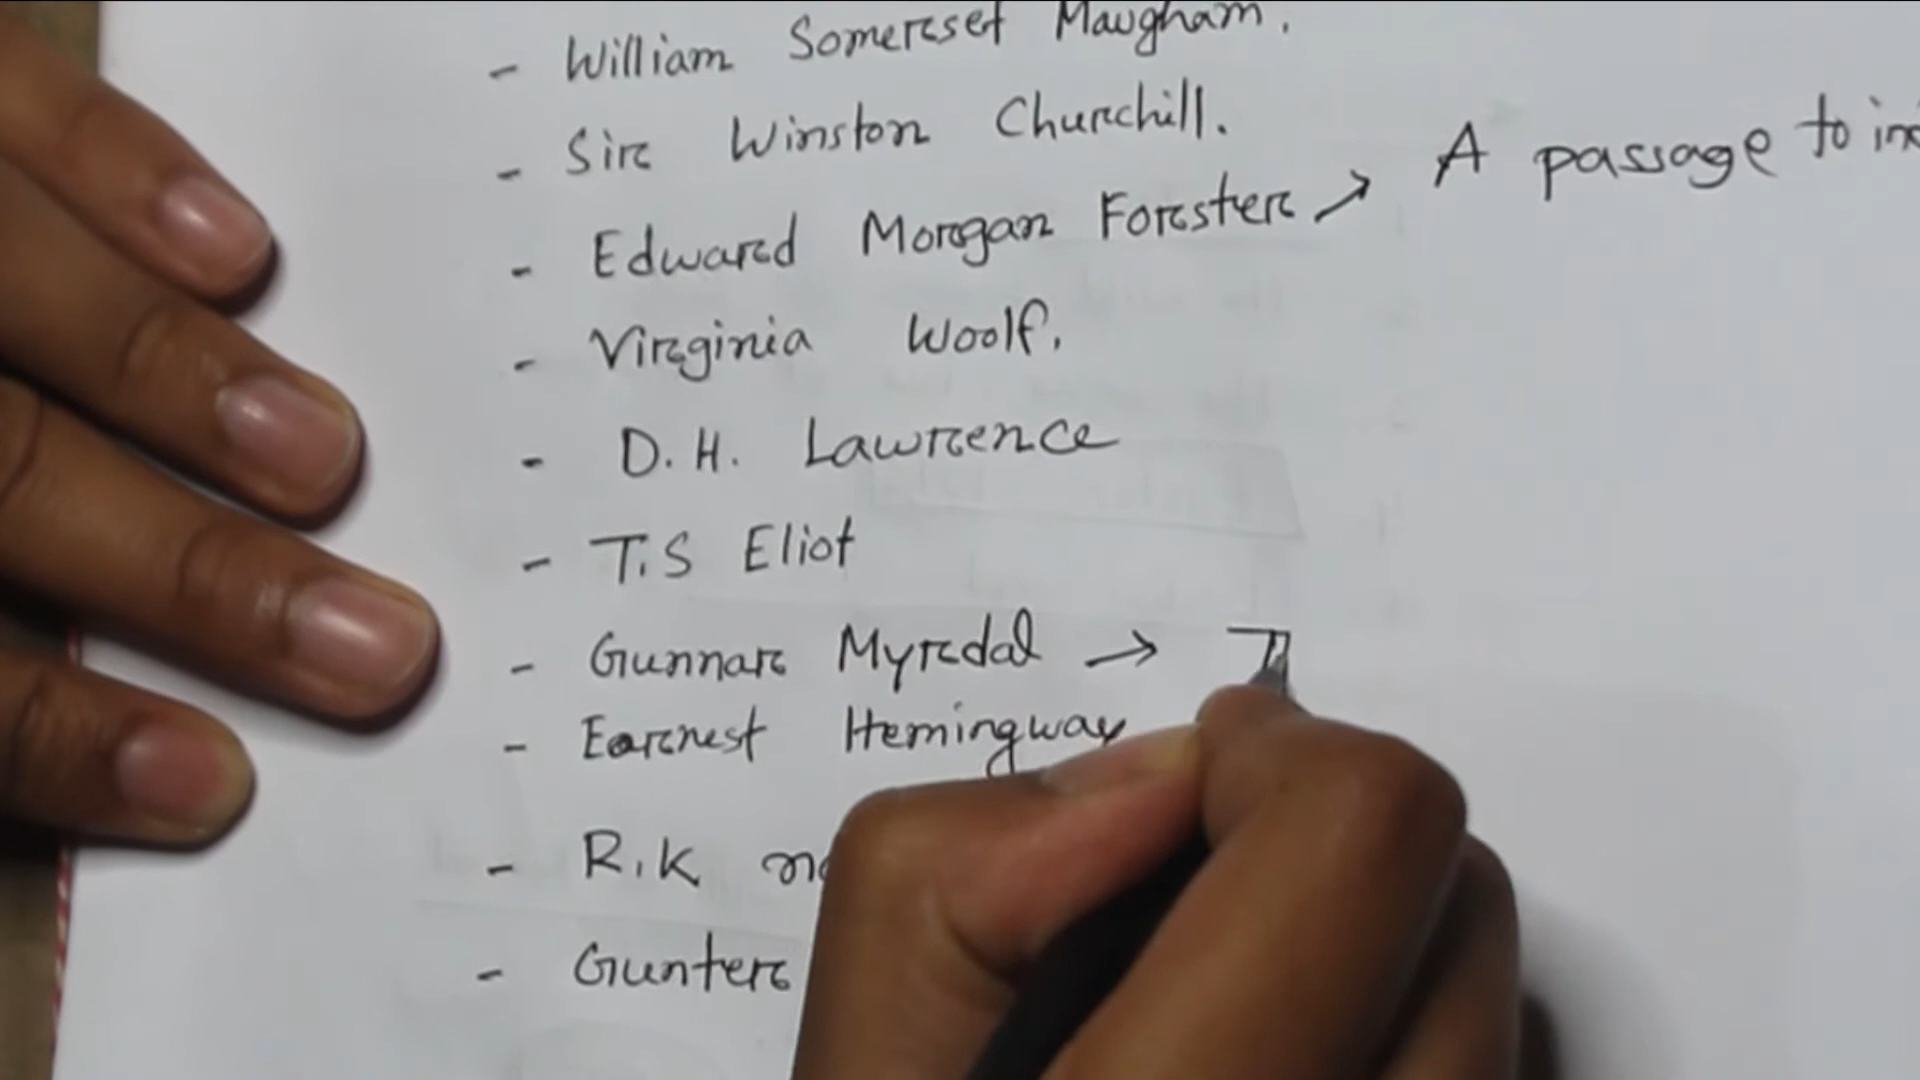 - William Somerset Maugham.
- Sir Winston Churchill.
- Edward Morgan Forster → A passage to
- Virginia Woolf.
- D. H. Lawrence
- T.S Eliot
- Gunnar Myrdal → T
- Earnest Hemingway
- R.K
- Gunter